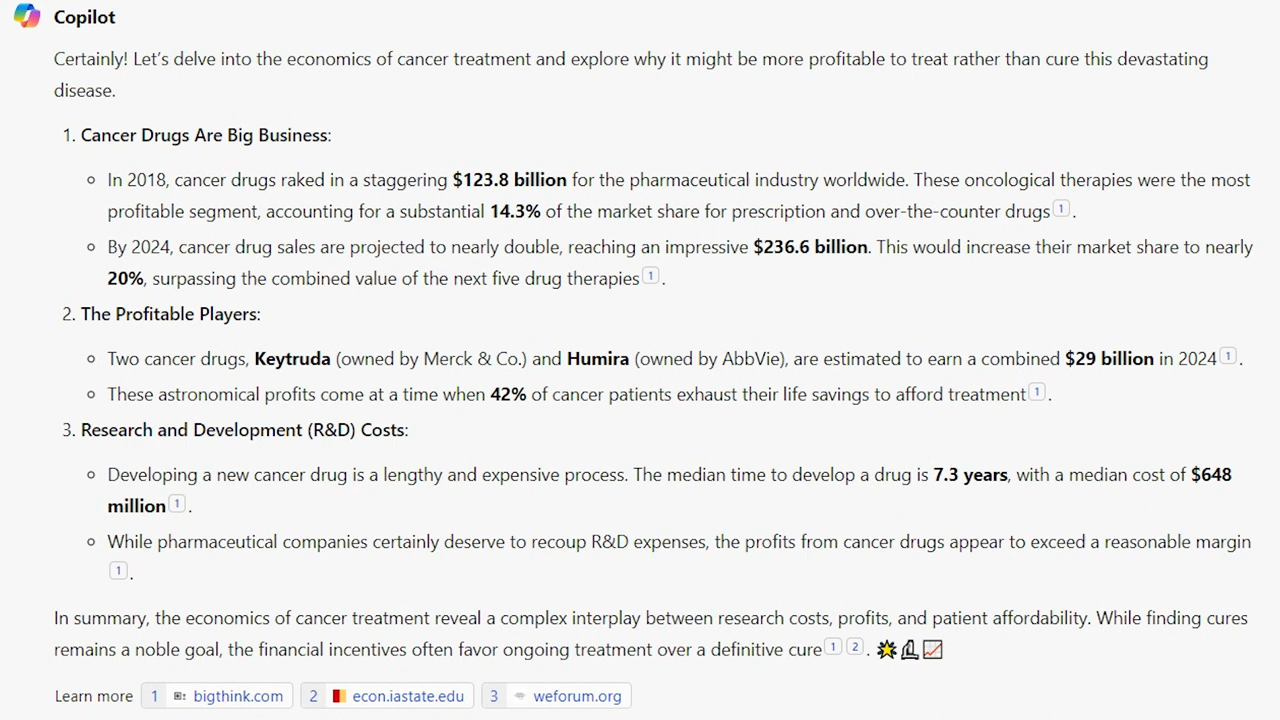 Copilot
Certainly! Let’s delve into the economics of cancer treatment and explore why it might be more profitable to treat rather than cure this devastating
disease.
1. Cancer Drugs Are Big Business:
In 2018, cancer drugs raked in a staggering $123.8 billion for the pharmaceutical industry worldwide. These oncological therapies were the most
profitable segment, accounting for a substantial 14.3% of the market share for prescription and over-the-counter drugs 1 .
By 2024, cancer drug sales are projected to nearly double, reaching an impressive $236.6 billion. This would increase their market share to nearly
20%, surpassing the combined value of the next five drug therapies 1 .
2. The Profitable Players:
Two cancer drugs, Keytruda (owned by Merck & Co.) and Humira (owned by AbbVie), are estimated to earn a combined $29 billion in 2024 1 .
These astronomical profits come at a time when 42% of cancer patients exhaust their life savings to afford treatment 1 .
3. Research and Development (R&D) Costs:
Developing a new cancer drug is a lengthy and expensive process. The median time to develop a drug is 7.3 years, with a median cost of $648
million 1 .
While pharmaceutical companies certainly deserve to recoup R&D expenses, the profits from cancer drugs appear to exceed a reasonable margin
1 .
In summary, the economics of cancer treatment reveal a complex interplay between research costs, profits, and patient affordability. While finding cures
remains a noble goal, the financial incentives often favor ongoing treatment over a definitive cure 1 2 .
Learn more 1 bigthink.com 2 econ.iastate.edu 3 weforum.org